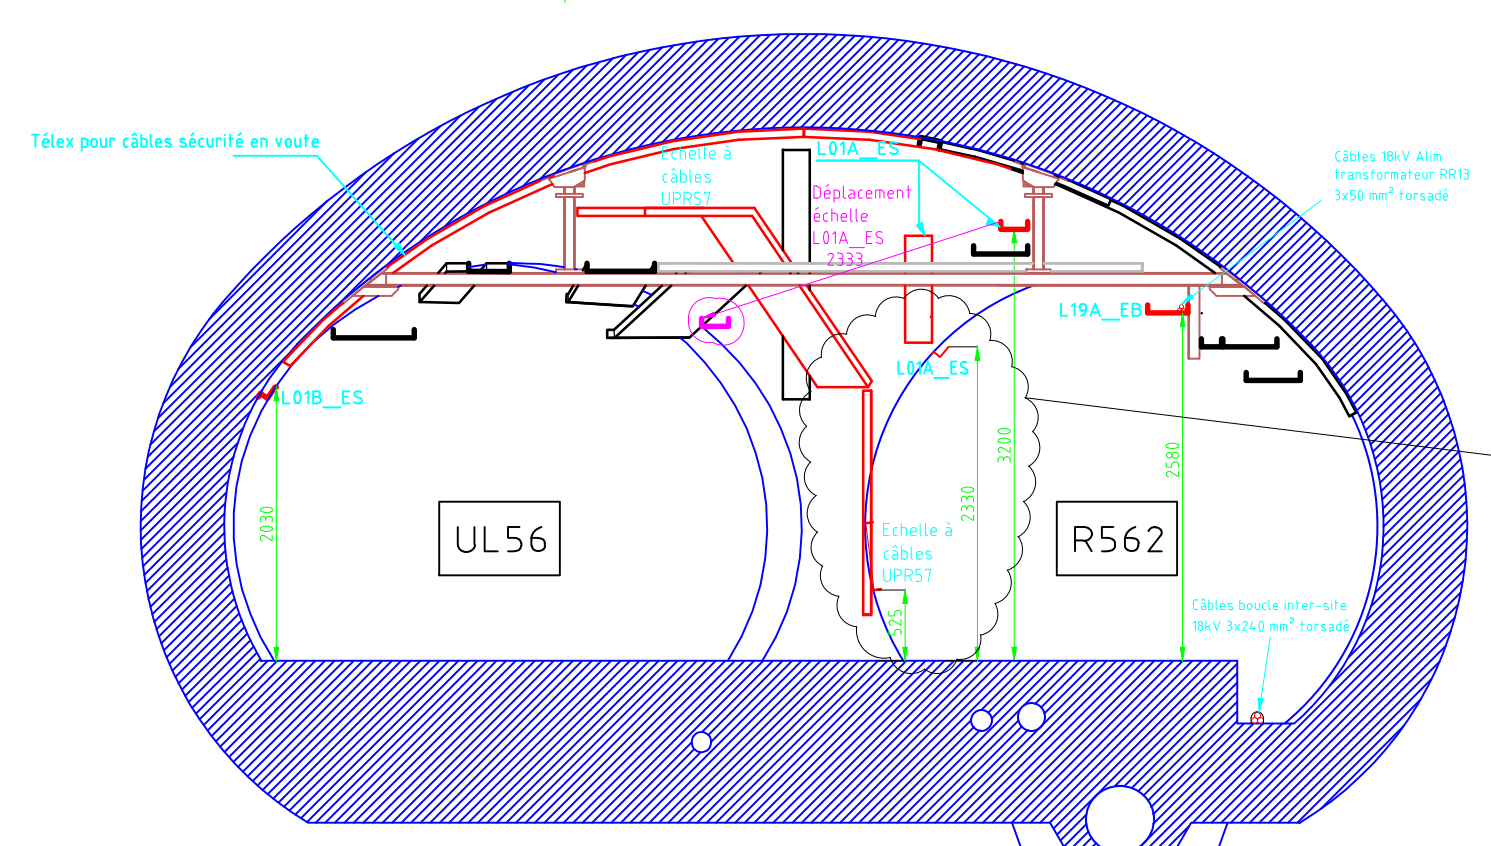 Télex pour câbles sécurité en voute
Echelle à
câbles
UPR57
L01A__ES
Déplacement
échelle
L01A__ES
2333
Câbles 18kV Alim
transformateur RR13
3x50 mm² torsadé
L19A__EB
L01A__ES
L01B__ES
2030
UL56
Echelle à
câbles
UPR57
525
2330
3200
2580
R562
Câbles boucle inter-site
18kV 3x240 mm² torsadé